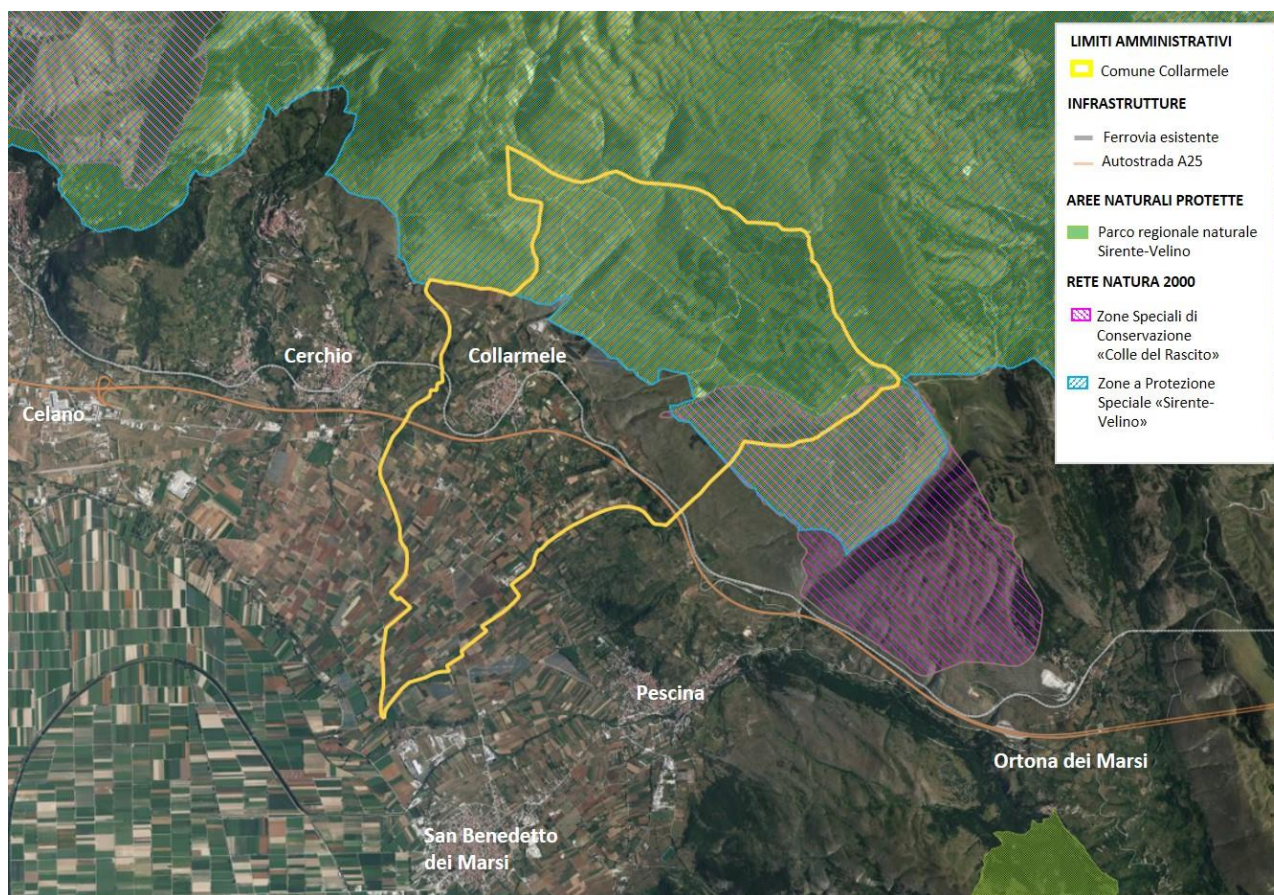 LIMITI AMMINISTRATIVI
Comune Collarmele
INFRASTRUTTURE
Ferrovia esistente
Autostrada A25
AREE NATURALI PROTETTE
Parco regionale naturale
Sirente-Velino
RETE NATURA 2000
Zone Speciali di
Conservazione
«Colle del Rascito»
Zone a Protezione
Speciale «Sirente-
Velino»
Cerchio
Collarmele
Celano
Pescina
Ortona dei Marsi
San Benedetto
dei Marsi